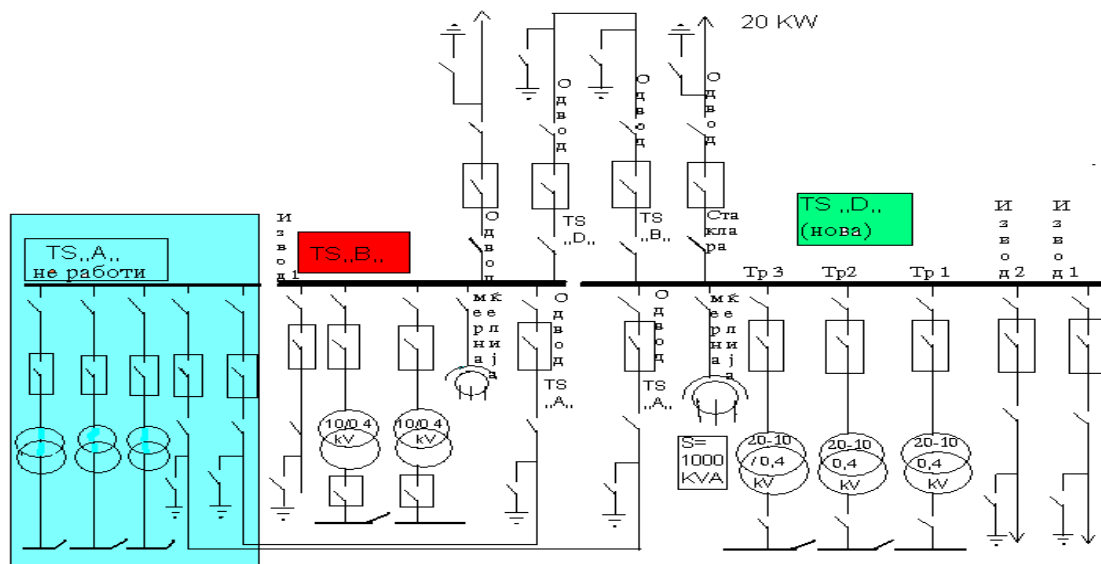 20 KW
Одвод
Одвод
Одвод
TS
„D„
TS
„B„
Стаклара
Одвод
Извод 1
TS„A„
не работи
TS„B„
TS „D„
(нова)
Извод 2
Извод 1
Тр 3
Тр2
Тр 1
мерна
ќелија
Одвод
TS
„A„
Одвод
TS
„A„
мерна
ќелија
10/0 4
kV
10/0 4
kV
S=
1000
KVA
20-10
/ 0,4
kV
20-10
0,4
kV
20-10
0,4
kV